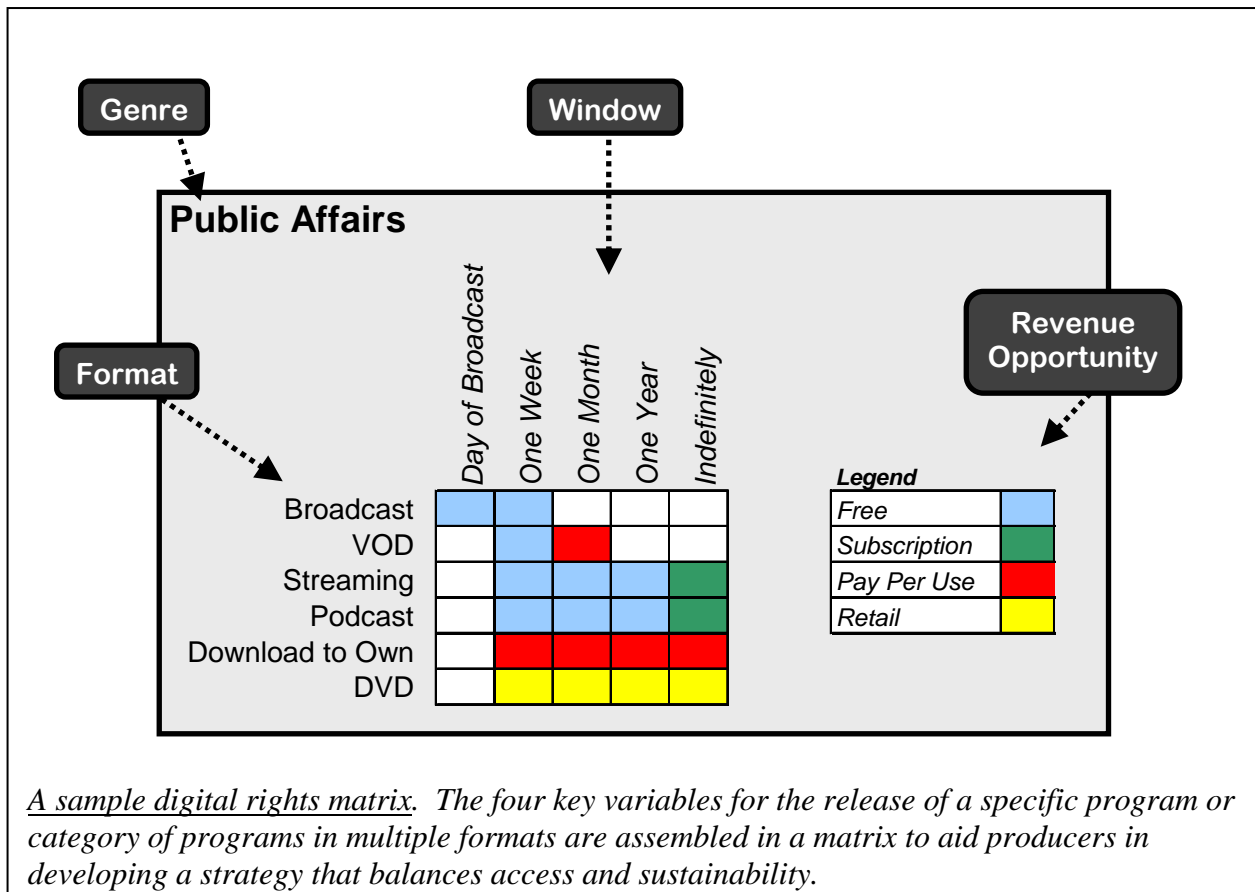 Genre
Window
Public Affairs
Format
Revenue
Opportunity
Day of Broadcast
One Week
One Month
One Year
Indefinitely
Broadcast
VOD
Streaming
Podcast
Download to Own
DVD
Legend
Free
Subscription
Pay Per Use
Retail
A sample digital rights matrix.  The four key variables for the release of a specific program or
category of programs in multiple formats are assembled in a matrix to aid producers in
developing a strategy that balances access and sustainability.